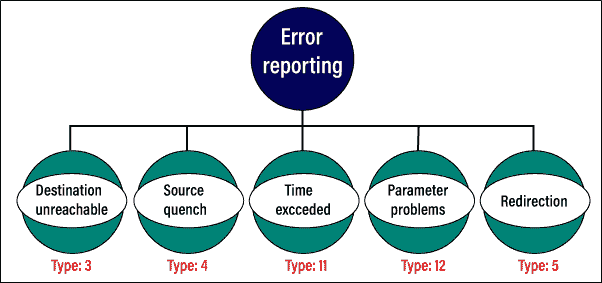 Error
reporting
Destination
unreachable
Source
quench
Time
excceded
Parameter
problems
Redirection
Type: 3
Type: 4
Type: 11
Type: 12
Type: 5